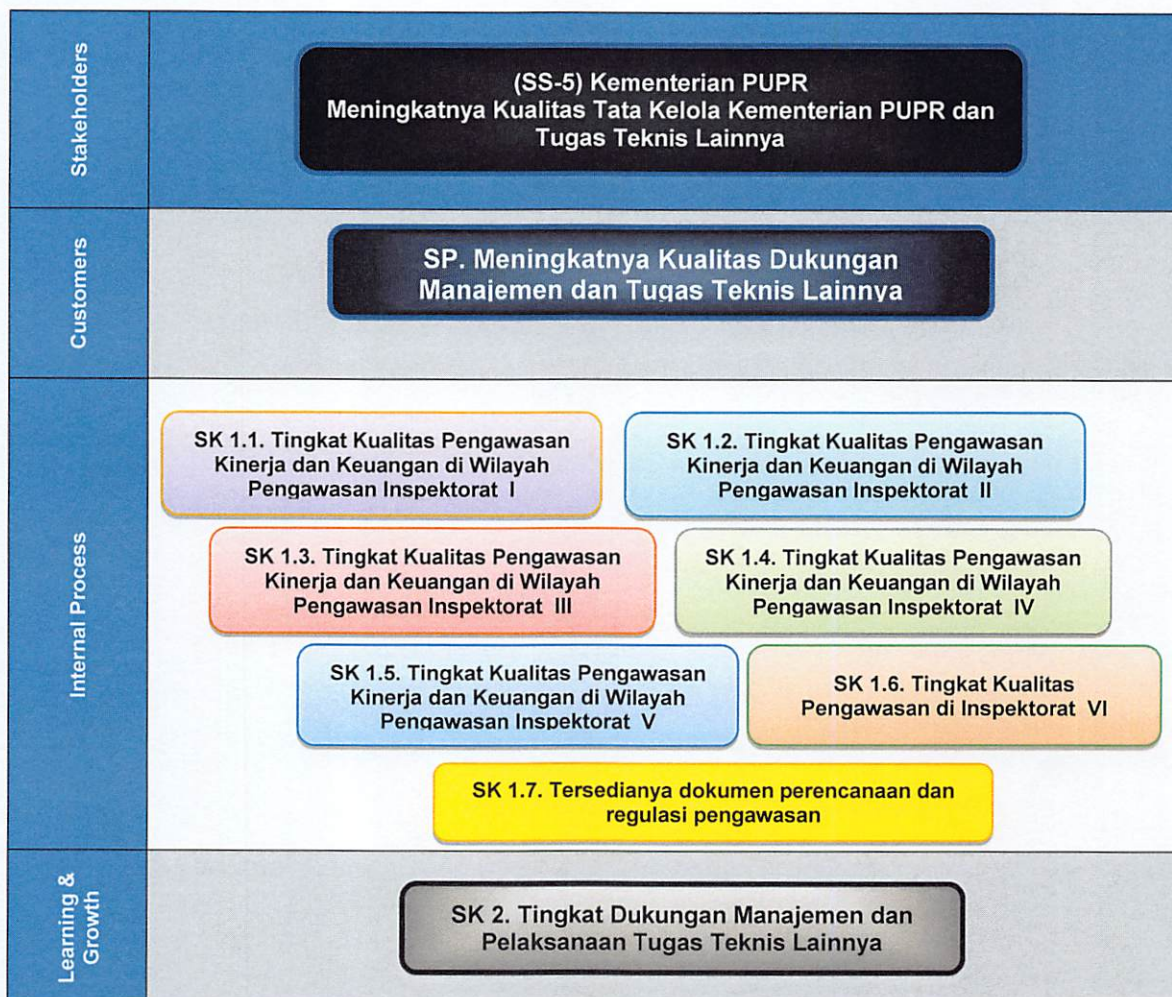 Stakeholders
(SS-5) Kementerian PUPR
Meningkatnya Kualitas Tata Kelola Kementerian PUPR dan
Tugas Teknis Lainnya
Customers
SP. Meningkatnya Kualitas Dukungan
Manajemen dan Tugas Teknis Lainnya
Internal Process
SK 1.1. Tingkat Kualitas Pengawasan
Kinerja dan Keuangan di Wilayah
Pengawasan Inspektorat I
SK 1.2. Tingkat Kualitas Pengawasan
Kinerja dan Keuangan di Wilayah
Pengawasan Inspektorat II
SK 1.3. Tingkat Kualitas Pengawasan
Kinerja dan Keuangan di Wilayah
Pengawasan Inspektorat III
SK 1.4. Tingkat Kualitas Pengawasan
Kinerja dan Keuangan di Wilayah
Pengawasan Inspektorat IV
SK 1.5. Tingkat Kualitas Pengawasan
Kinerja dan Keuangan di Wilayah
Pengawasan Inspektorat V
SK 1.6. Tingkat Kualitas
Pengawasan di Inspektorat VI
SK 1.7. Tersedianya dokumen perencanaan dan
regulasi pengawasan
Learning &
Growth
SK 2. Tingkat Dukungan Manajemen dan
Pelaksanaan Tugas Teknis Lainnya